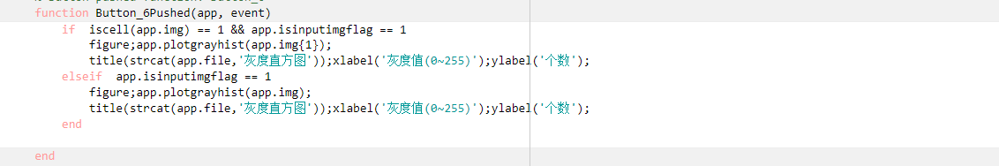 function Button_6Pushed(app, event)
if iscell(app.img) == 1 && app.isinputimgflag == 1
figure;app.plotgrayhist(app.img{1});
title(strcat(app.file,'灰度直方图'));xlabel('灰度值(0~255)');ylabel('个数');
elseif app.isinputimgflag == 1
figure;app.plotgrayhist(app.img);
title(strcat(app.file,'灰度直方图'));xlabel('灰度值(0~255)');ylabel('个数');
end
end